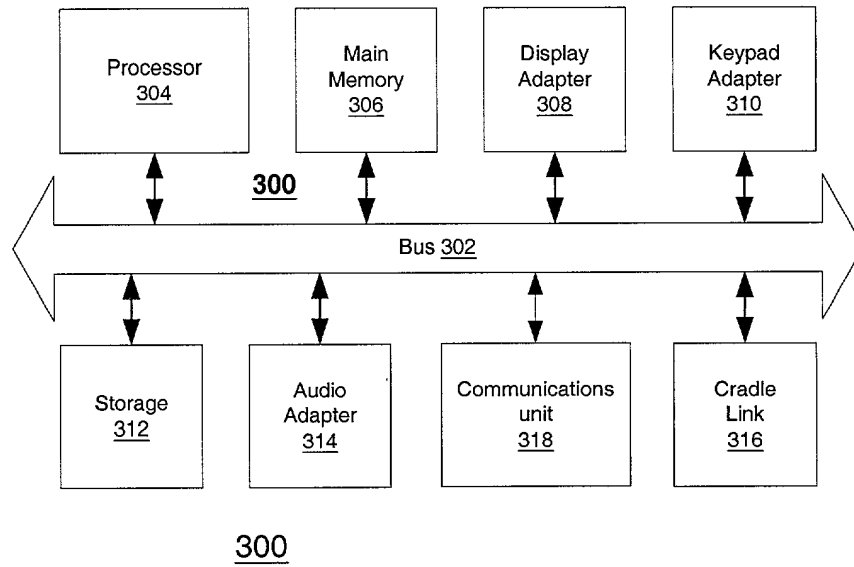 Processor
304
Main
Memory
306
Display
Adapter
308
Keypad
Adapter
310
300
Bus 302
Storage
312
Audio
Adapter
314
Communications
unit
318
Cradle
Link
316
300